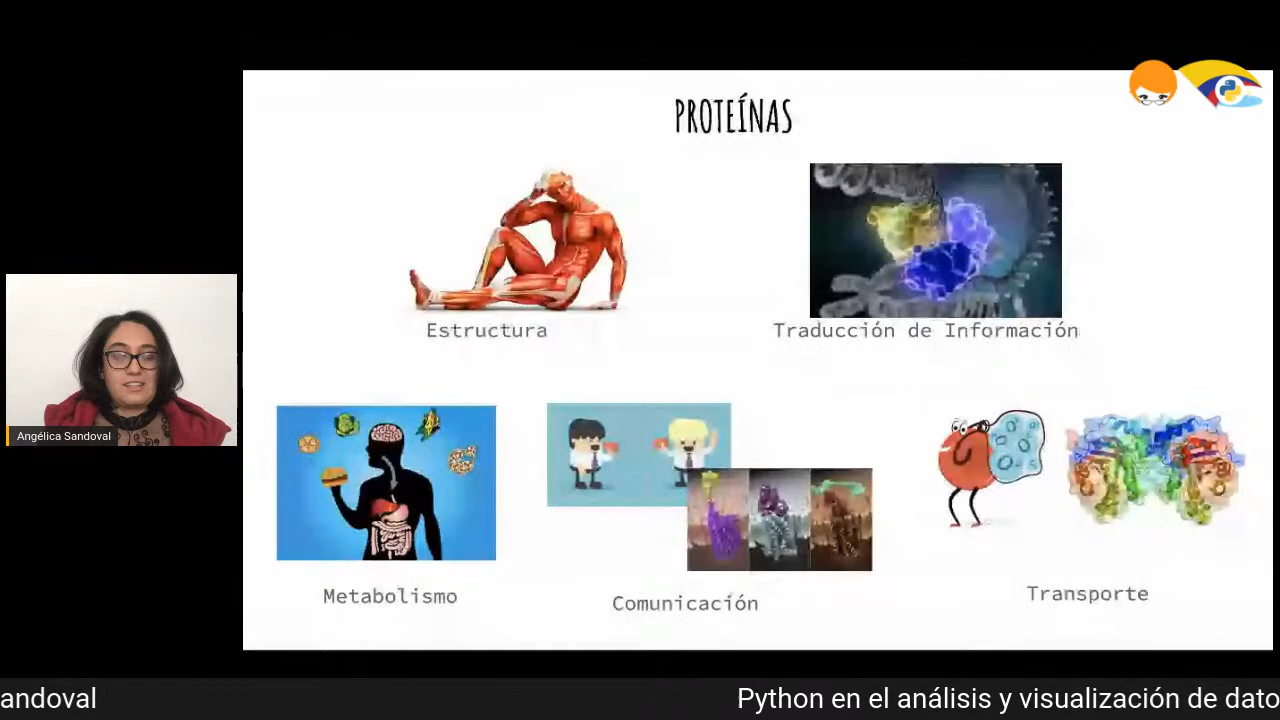 PROTEÍNAS
Estructura
Traducción de Información
Metabolismo
Comunicación
Transporte
Angélica Sandoval
andoval
Python en el análisis y visualización de dato